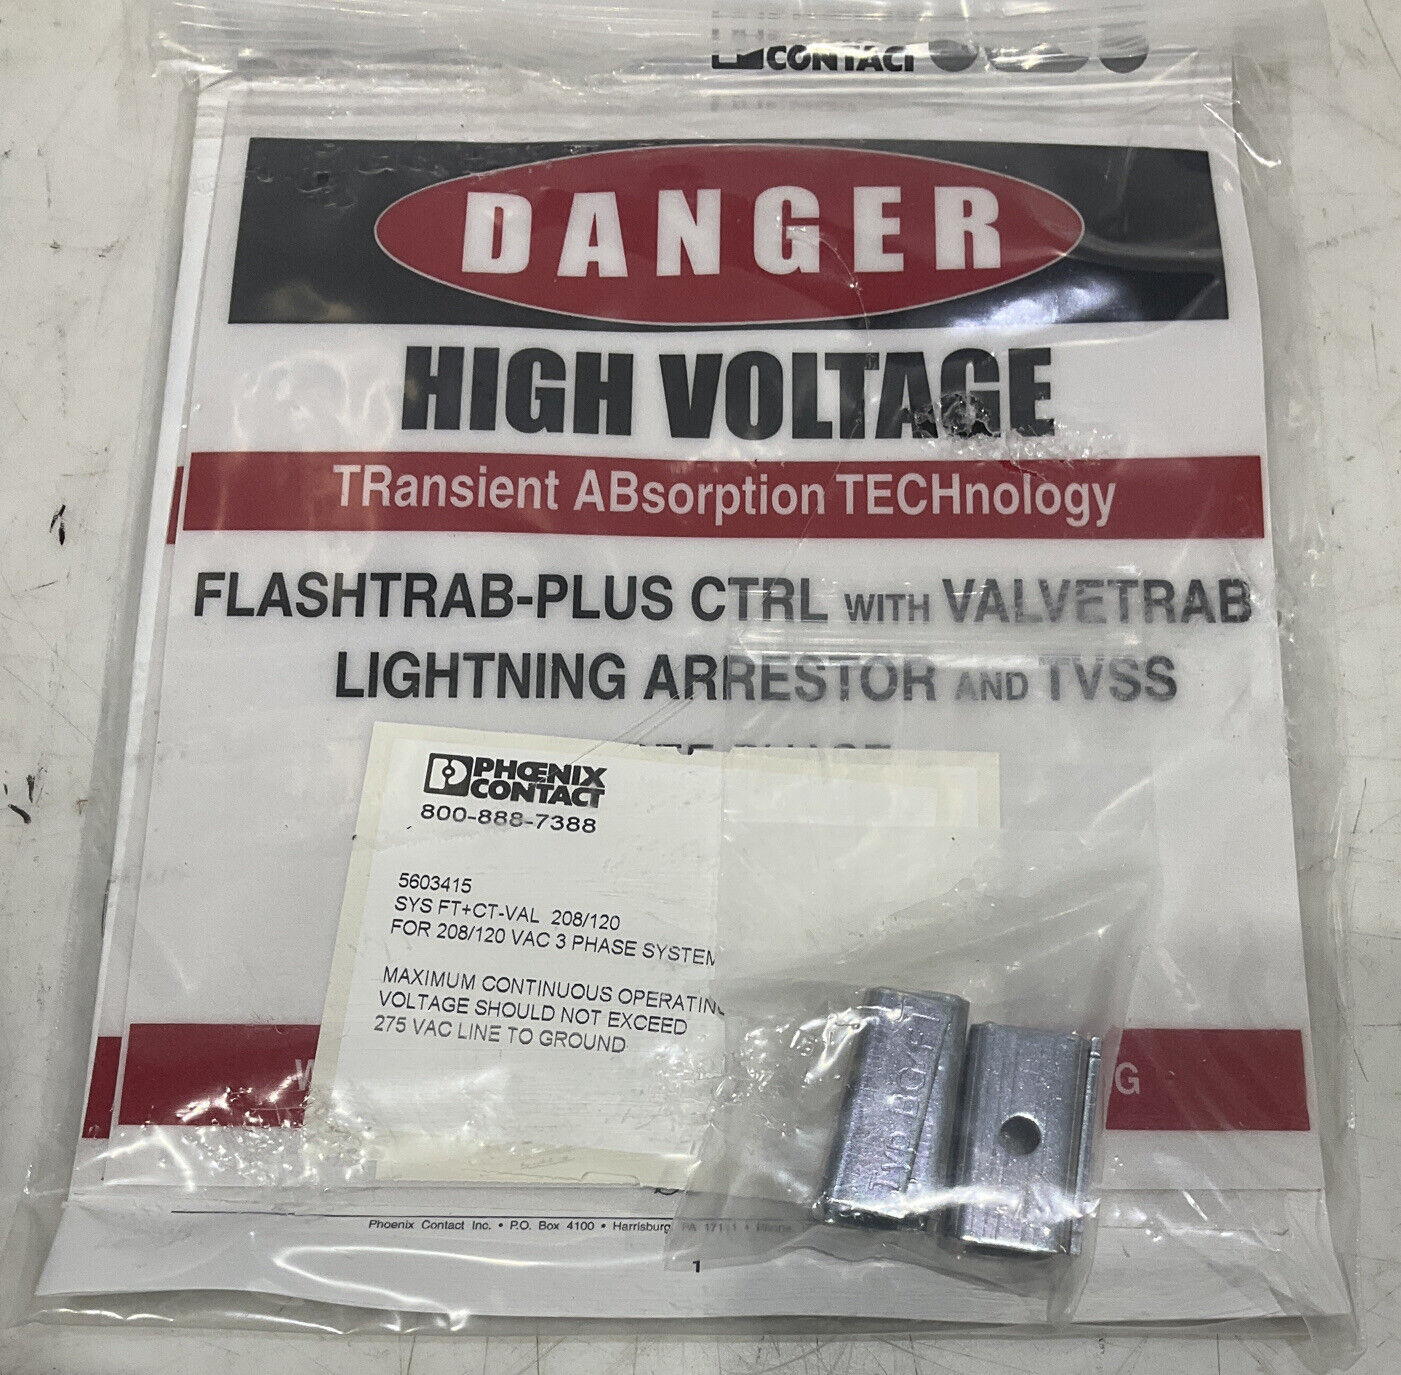 CONTACT
DANGER
HIGH VOLTAGE
TRansient ABsorption TECHnology
FLASHTRAB-PLUS CTRL WITH VALVETRAB
LIGHTNING ARRESTOR AND TVSS
PHŒNIX
CONTACT
800-888-7388
5603415
SYS FT+CT-VAL 208/120
FOR 208/120 VAC 3 PHASE SYSTEM
MAXIMUM CONTINUOUS OPERATING
VOLTAGE SHOULD NOT EXCEED
275 VAC LINE TO GROUND
W
G
Phoenix Contact Inc. • P.O. Box 4100 • Harrisburg, PA
1